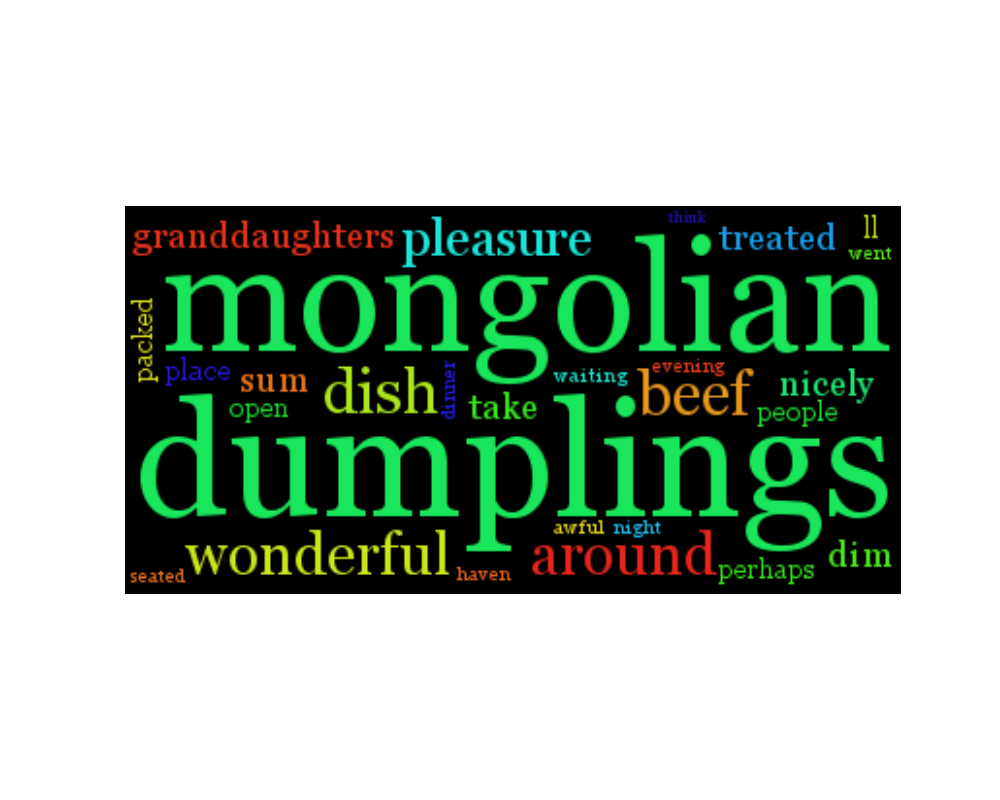 think
granddaughters pleasure treated ll
went
mongolian
packed
place sum dish dinner waiting evening beef nicely
open take people
dumplings
awful night
wonderful around dim
seated haven perhaps